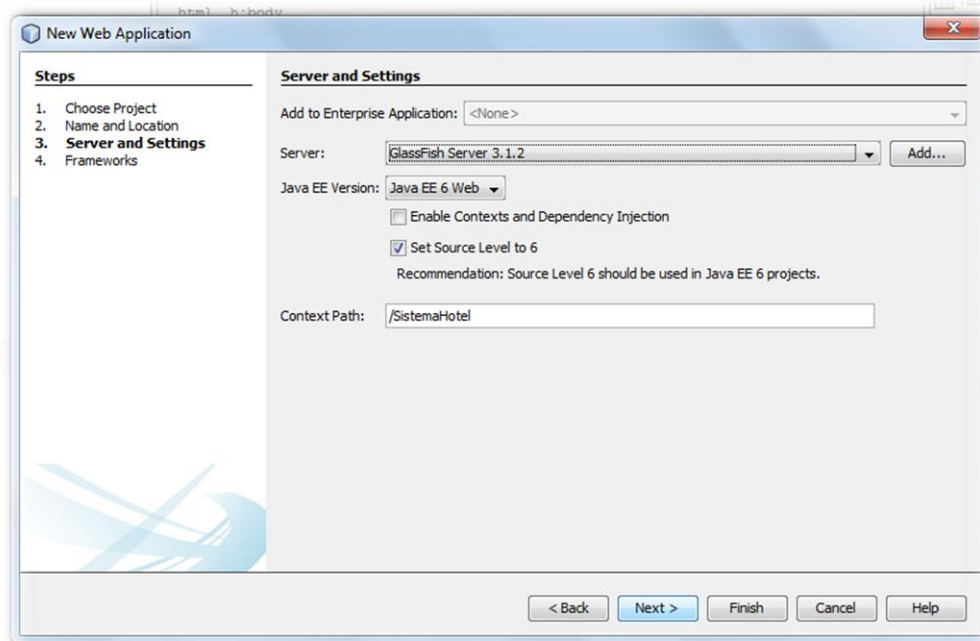 html h:body
New Web Application
Steps
1. Choose Project
2. Name and Location
3. Server and Settings
4. Frameworks
Server and Settings
Add to Enterprise Application: <None>
Server: GlassFish Server 3.1.2 Add...
Java EE Version: Java EE 6 Web
Enable Contexts and Dependency Injection
Set Source Level to 6
Recommendation: Source Level 6 should be used in Java EE 6 projects.
Context Path: /SistemaHotel
< Back Next > Finish Cancel Help